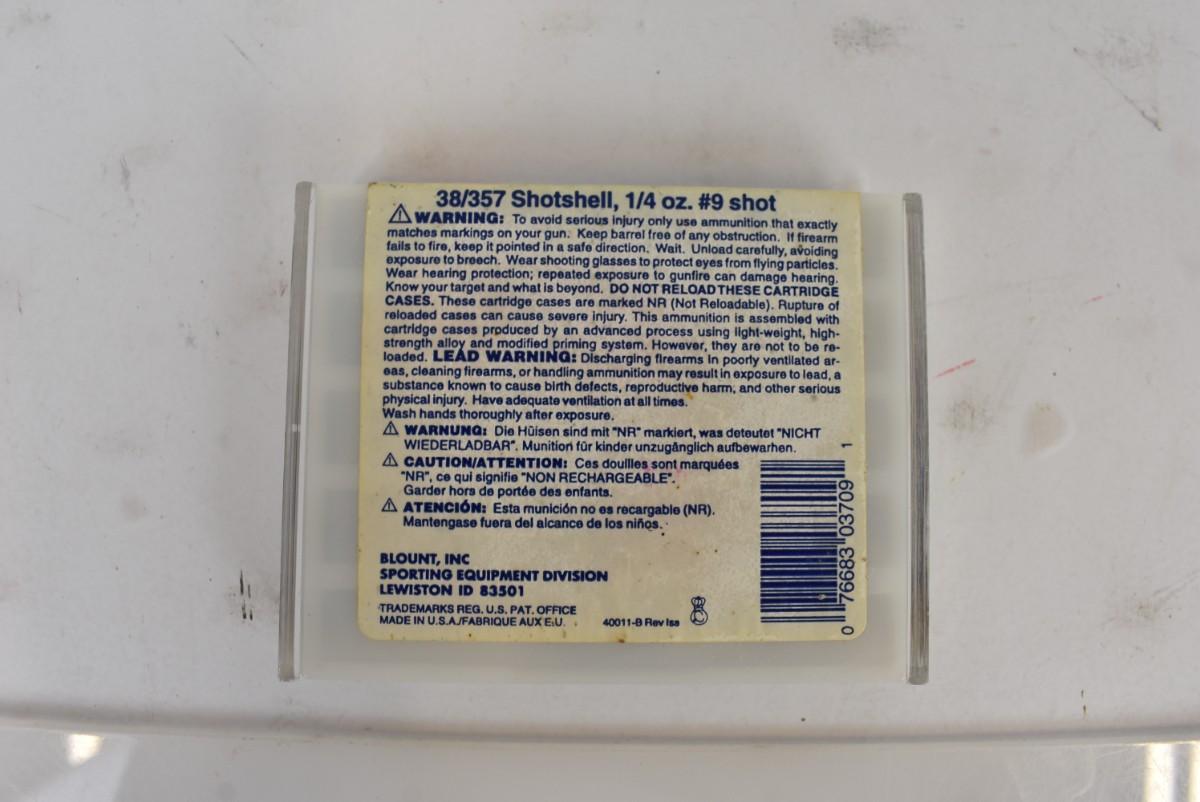 38/357 Shotshell, 1/4 oz. #9 shot
⚠ WARNING: To avoid serious injury only use ammunition that exactly
matches markings on your gun. Keep barrel free of any obstruction. If firearm
fails to fire, keep it pointed in a safe direction. Wait. Unload carefully, avoiding
exposure to breech. Wear shooting glasses to protect eyes from flying particles.
Wear hearing protection; repeated exposure to gunfire can damage hearing.
Know your target and what is beyond. DO NOT RELOAD THESE CARTRIDGE
CASES. These cartridge cases are marked NR (Not Reloadable). Rupture of
reloaded cases can cause severe injury. This ammunition is assembled with
cartridge cases produced by an advanced process using light-weight, high-
strength alloy and modified priming system. However, they are not to be re-
loaded. LEAD WARNING: Discharging firearms in poorly ventilated ar-
eas, cleaning firearms, or handling ammunition may result in exposure to lead, a
substance known to cause birth defects, reproductive harm, and other serious
physical injury. Have adequate ventilation at all times.
Wash hands thoroughly after exposure.
⚠ WARNUNG: Die Hüisen sind mit "NR" markiert, was deteutet "NICHT
WIEDERLADBAR". Munition für kinder unzugänglich aufbewarhen.
⚠ CAUTION/ATTENTION: Ces douilles sont marquées
"NR", ce qui signifie "NON RECHARGEABLE".
Garder hors de portée des enfants.
⚠ ATENCIÓN: Esta munición no es recargable (NR).
Mantengase fuera del alcance de los niños.
BLOUNT, INC
SPORTING EQUIPMENT DIVISION
LEWISTON ID 83501
TRADEMARKS REG. U.S. PAT. OFFICE
MADE IN U.S.A./FABRIQUE AUX E.U. 40011-B Rev Isa
0 76683 03709 1